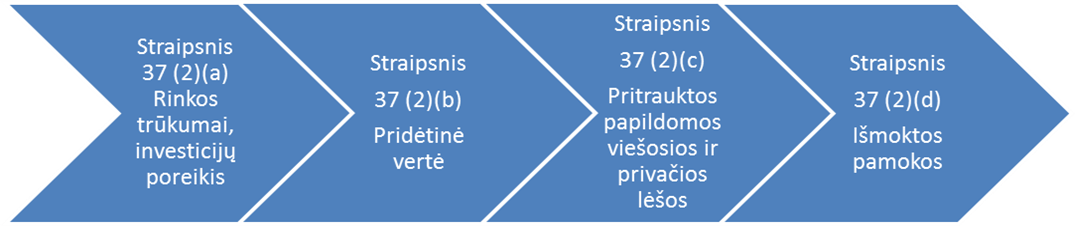 Straipsnis
37 (2)(a)
Rinkos
trūkumai,
investicijų
poreikis
Straipsnis
37 (2)(b)
Pridėtinė
vertė
Straipsnis
37 (2)(c)
Pritrauktos
papildomos
viešosios ir
privačios
lėšos
Straipsnis
37 (2)(d)
Išmoktos
pamokos